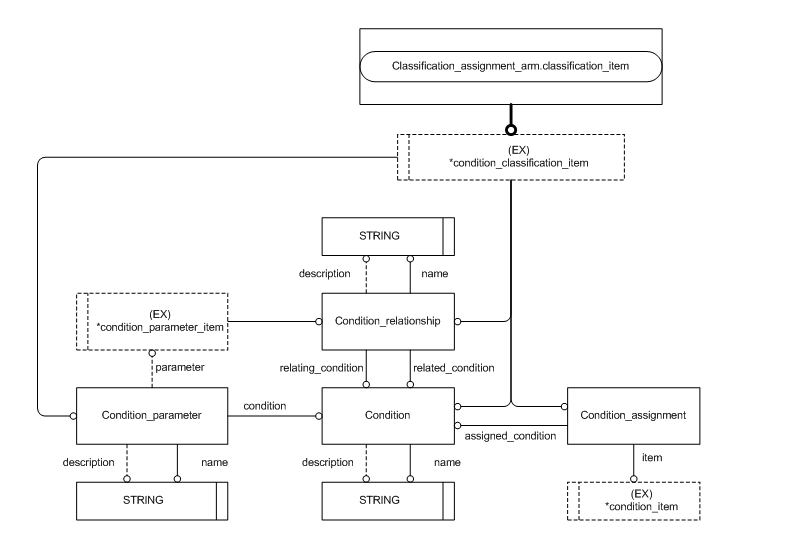 Classification_assignment_arm.classification_item
(EX)
*condition_classification_item
STRING
description
name
(EX)
*condition_parameter_item
Condition_relationship
parameter
relating_condition
related_condition
Condition_parameter
condition
Condition
Condition_assignment
assigned_condition
description
name
description
name
item
STRING
STRING
(EX)
*condition_item